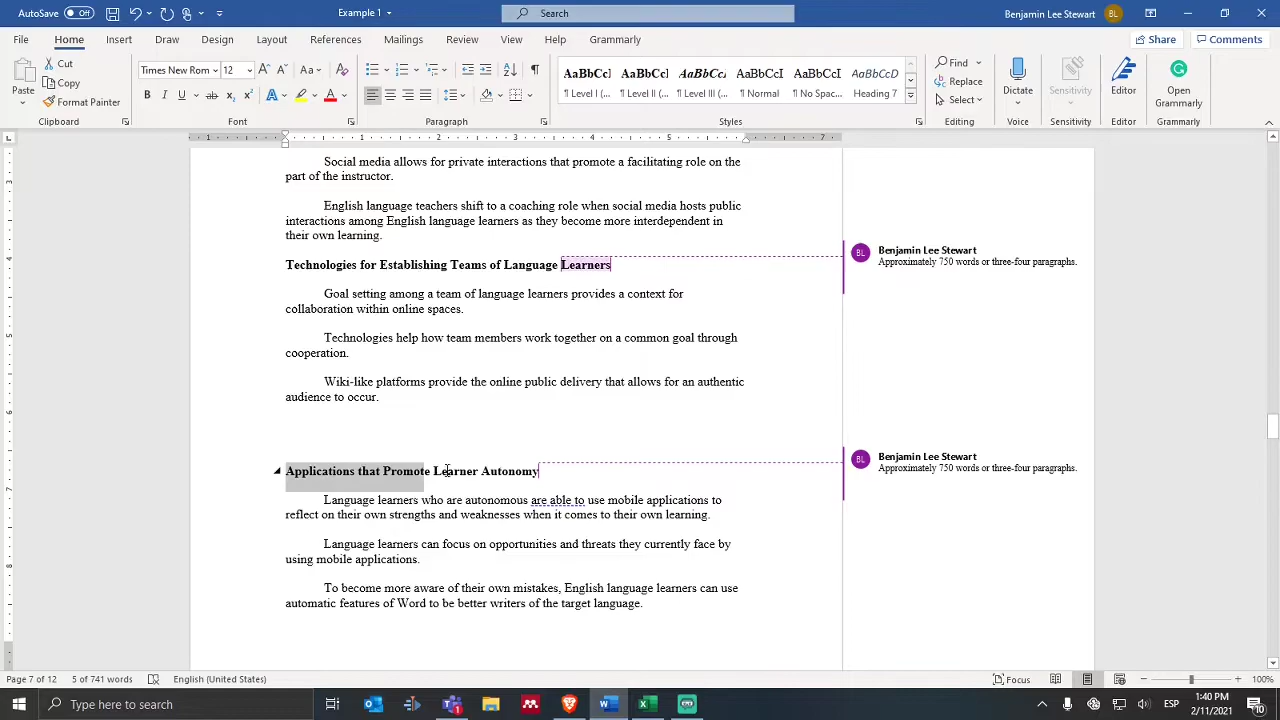 AutoSave Off Example 1 Search Benjamin Lee Stewart BL
File Home Insert Draw Design Layout References Mailings Review View Help Grammarly Share Comments
Paste Cut Copy Format Painter Clipboard
Times New Rom 12 Font
Paragraph
AaBbCcI AaBbCcI AaBbCcI AaBbCcI AaBbCcI AaBbCcD
¶ Level I (... ¶ Level II (... ¶ Level III (... ¶ Normal ¶ No Spac... Heading 7
Styles
Find Replace Select Editing
Dictate Voice
Sensitivity Sensitivity
Editor Editor
Open Grammarly Grammarly
1 1 2 3 4 5 7
Social media allows for private interactions that promote a facilitating role on the
part of the instructor.
English language teachers shift to a coaching role when social media hosts public
interactions among English language learners as they become more interdependent in
their own learning.
Technologies for Establishing Teams of Language Learners
BL Benjamin Lee Stewart
Approximately 750 words or three-four paragraphs.
Goal setting among a team of language learners provides a context for
collaboration within online spaces.
Technologies help how team members work together on a common goal through
cooperation.
Wiki-like platforms provide the online public delivery that allows for an authentic
audience to occur.
Applications that Promote Learner Autonomy
BL Benjamin Lee Stewart
Approximately 750 words or three-four paragraphs.
Language learners who are autonomous are able to use mobile applications to
reflect on their own strengths and weaknesses when it comes to their own learning.
Language learners can focus on opportunities and threats they currently face by
using mobile applications.
To become more aware of their own mistakes, English language learners can use
automatic features of Word to be better writers of the target language.
Page 7 of 12 5 of 741 words English (United States) Focus 100%
Type here to search ESP 1:40 PM
2/11/2021